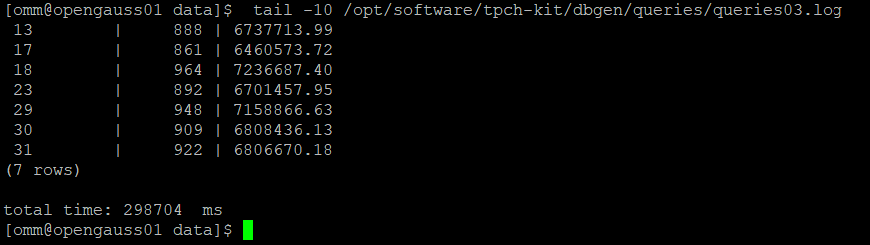 [omm@opengauss01 data]$  tail -10 /opt/software/tpch-kit/dbgen/queries/queries03.log
 13        |     888 | 6737713.99
 17        |     861 | 6460573.72
 18        |     964 | 7236687.40
 23        |     892 | 6701457.95
 29        |     948 | 7158866.63
 30        |     909 | 6808436.13
 31        |     922 | 6806670.18
(7 rows)

total time: 298704  ms
[omm@opengauss01 data]$